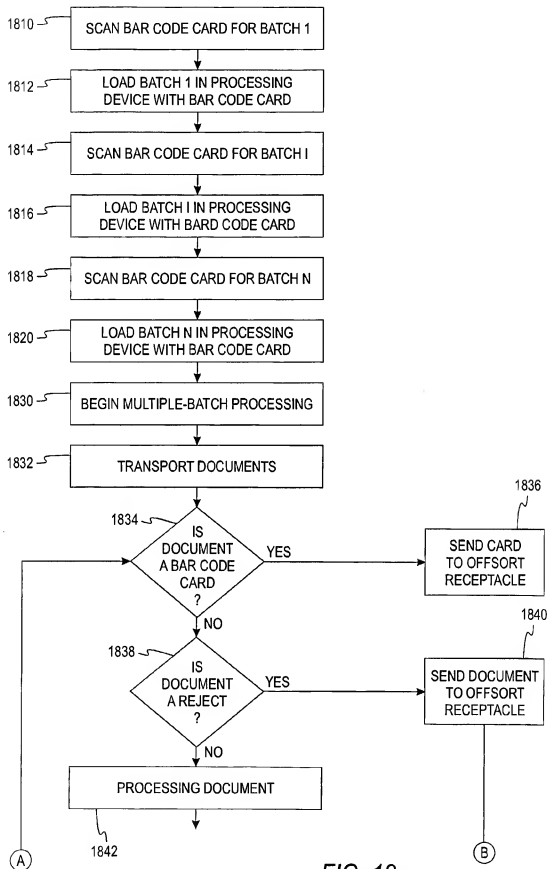 1810
SCAN BAR CODE CARD FOR BATCH 1
1812
LOAD BATCH 1 IN PROCESSING
DEVICE WITH BAR CODE CARD
1814
SCAN BAR CODE CARD FOR BATCH I
1816
LOAD BATCH I IN PROCESSING
DEVICE WITH BARD CODE CARD
1818
SCAN BAR CODE CARD FOR BATCH N
1820
LOAD BATCH N IN PROCESSING
DEVICE WITH BAR CODE CARD
1830
BEGIN MULTIPLE-BATCH PROCESSING
1832
TRANSPORT DOCUMENTS
1834
IS
DOCUMENT
A BAR CODE
CARD
?
YES
1836
SEND CARD
TO OFFSORT
RECEPTACLE
NO
1838
IS
DOCUMENT
A REJECT
?
YES
1840
SEND DOCUMENT
TO OFFSORT
RECEPTACLE
NO
PROCESSING DOCUMENT
1842
A
B